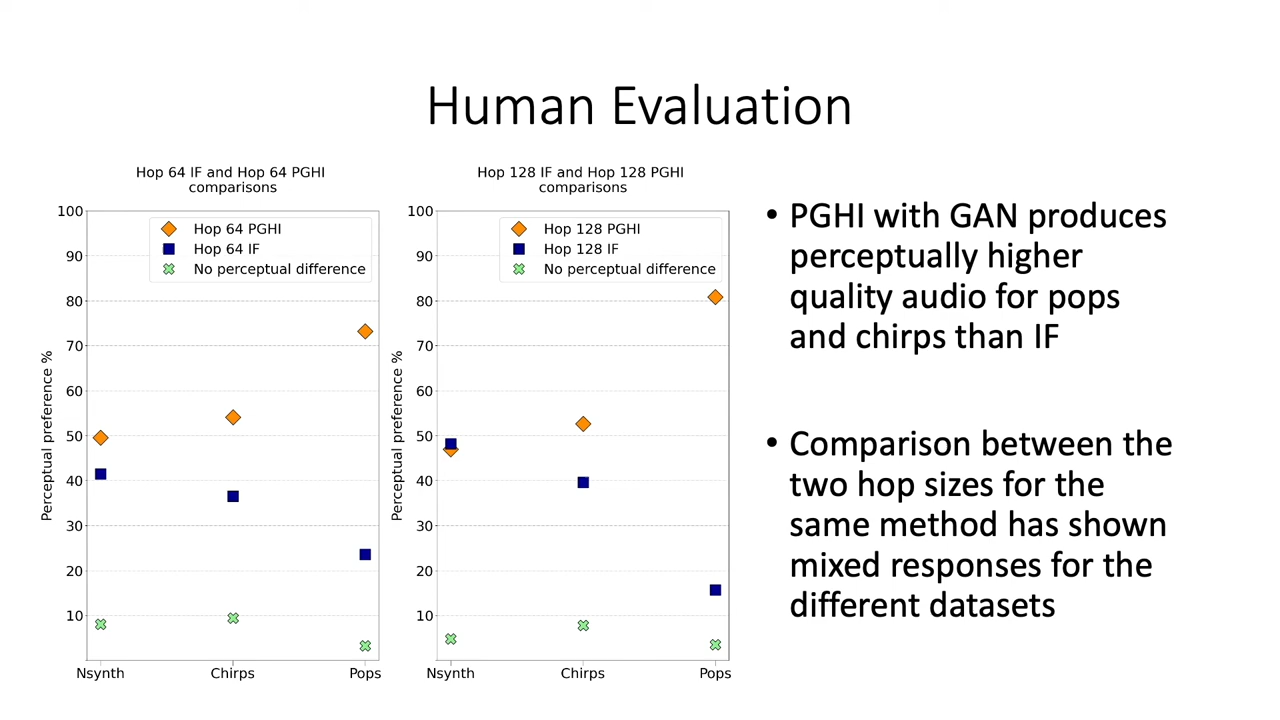 Human Evaluation
Hop 64 IF and Hop 64 PGHI
comparisons
100
90
80
70
60
50
40
30
20
10
Perceptual preference %
Hop 64 PGHI
Hop 64 IF
No perceptual difference
Nsynth
Chirps
Pops
Hop 128 IF and Hop 128 PGHI
comparisons
100
90
80
70
60
50
40
30
20
10
Perceptual preference %
Hop 128 PGHI
Hop 128 IF
No perceptual difference
Nsynth
Chirps
Pops
• PGHI with GAN produces
perceptually higher
quality audio for pops
and chirps than IF
• Comparison between the
two hop sizes for the
same method has shown
mixed responses for the
different datasets